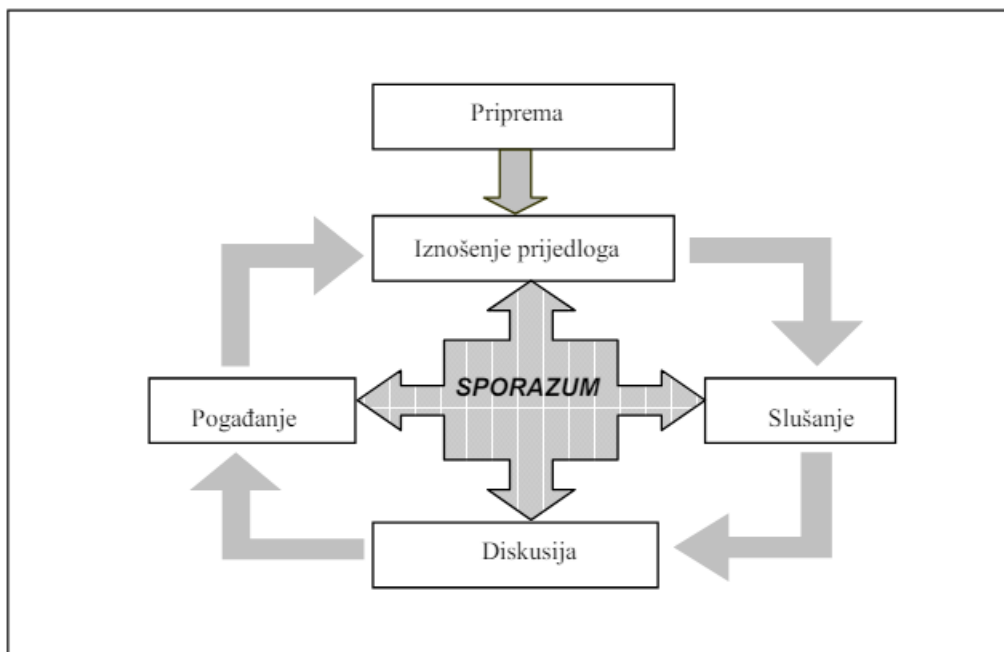 Priprema
Iznošenje prijedloga
SPORAZUM
Pogađanje
Slušanje
Diskusija